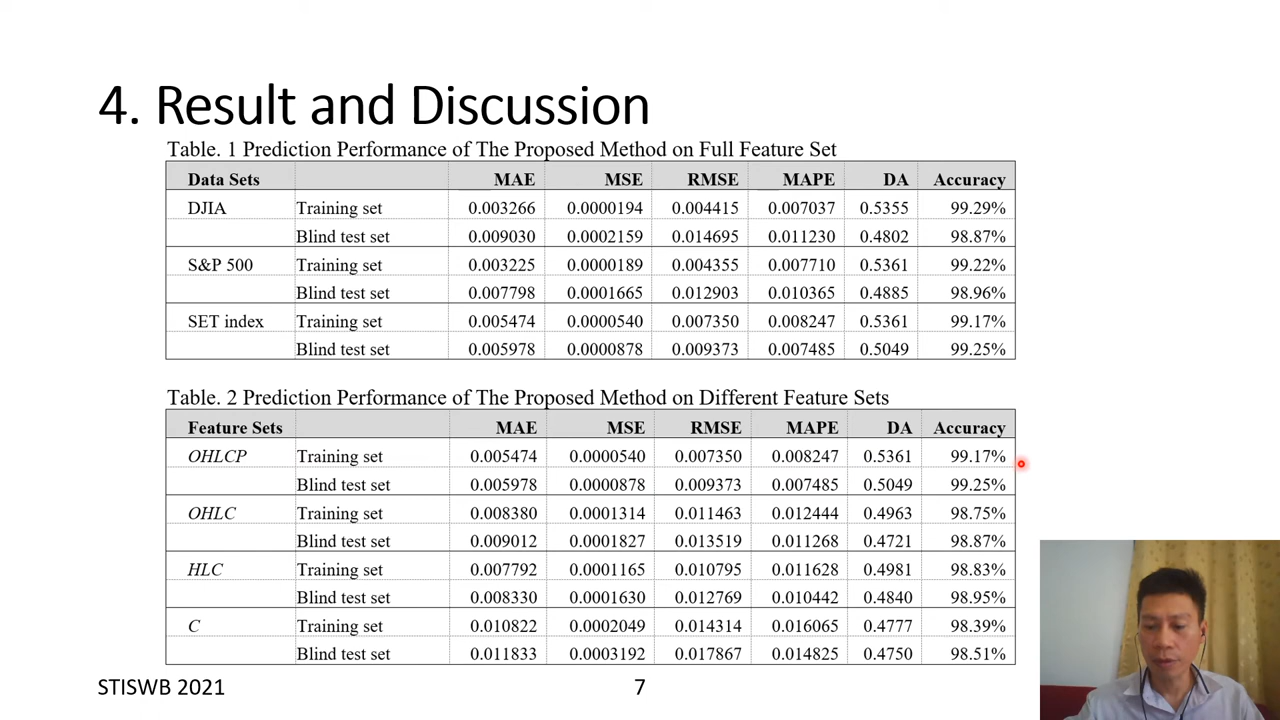 4. Result and Discussion
Table. 1 Prediction Performance of The Proposed Method on Full Feature Set
Data Sets MAE MSE RMSE MAPE DA Accuracy
DJIA Training set 0.003266 0.0000194 0.004415 0.007037 0.5355 99.29%
Blind test set 0.009030 0.0002159 0.014695 0.011230 0.4802 98.87%
S&P 500 Training set 0.003225 0.0000189 0.004355 0.007710 0.5361 99.22%
Blind test set 0.007798 0.0001665 0.012903 0.010365 0.4885 98.96%
SET index Training set 0.005474 0.0000540 0.007350 0.008247 0.5361 99.17%
Blind test set 0.005978 0.0000878 0.009373 0.007485 0.5049 99.25%
Table. 2 Prediction Performance of The Proposed Method on Different Feature Sets
Feature Sets MAE MSE RMSE MAPE DA Accuracy
OHLCP Training set 0.005474 0.0000540 0.007350 0.008247 0.5361 99.17%
Blind test set 0.005978 0.0000878 0.009373 0.007485 0.5049 99.25%
OHLC Training set 0.008380 0.0001314 0.011463 0.012444 0.4963 98.75%
Blind test set 0.009012 0.0001827 0.013519 0.011268 0.4721 98.87%
HLC Training set 0.007792 0.0001165 0.010795 0.011628 0.4981 98.83%
Blind test set 0.008330 0.0001630 0.012769 0.010442 0.4840 98.95%
C Training set 0.010822 0.0002049 0.014314 0.016065 0.4777 98.39%
Blind test set 0.011833 0.0003192 0.017867 0.014825 0.4750 98.51%
STISWB 2021 7